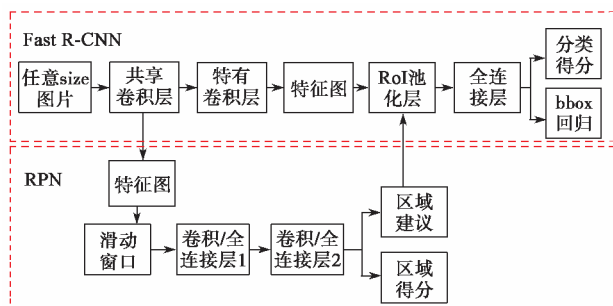 Fast R-CNN
任意size
图片
共享
卷积层
特有
卷积层
特征图
RoI池
化层
全连
接层
分类
得分
bbox
回归
RPN
特征图
滑动
窗口
卷积/全
连接层1
卷积/全
连接层2
区域
建议
区域
得分